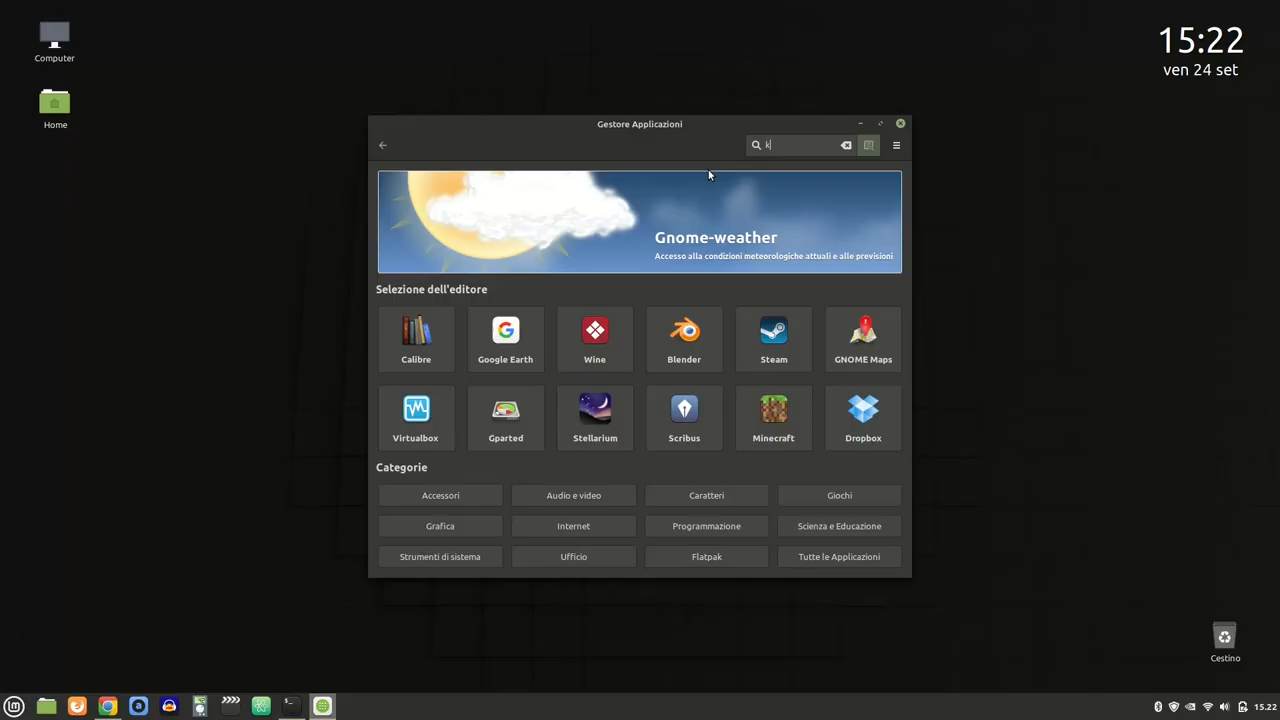 Computer
Home
15:22
ven 24 set
Gestore Applicazioni
k
Gnome-weather
Accesso alla condizioni meteorologiche attuali e alle previsioni
Selezione dell'editore
Calibre
Google Earth
Wine
Blender
Steam
GNOME Maps
Virtualbox
Gparted
Stellarium
Scribus
Minecraft
Dropbox
Categorie
Accessori
Audio e video
Caratteri
Giochi
Grafica
Internet
Programmazione
Scienza e Educazione
Strumenti di sistema
Ufficio
Flatpak
Tutte le Applicazioni
Cestino
15.22